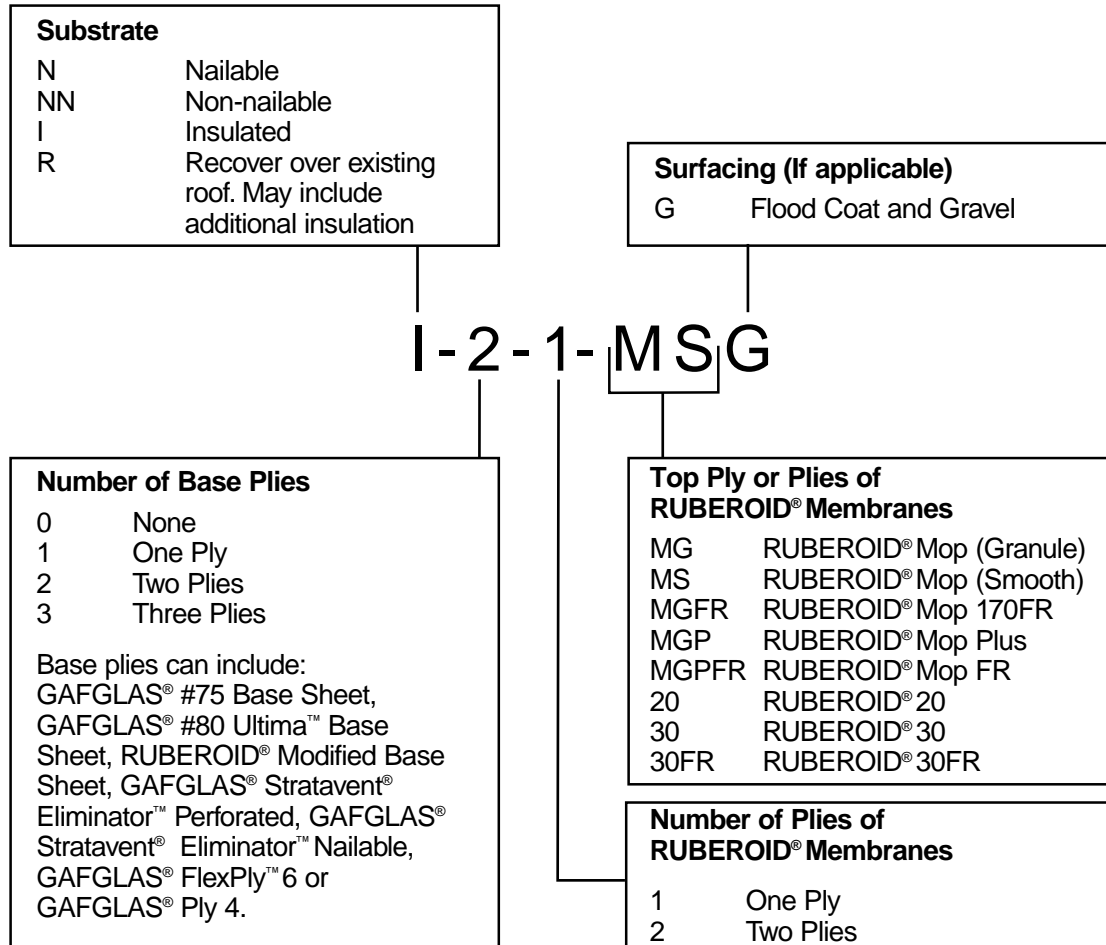 Substrate
N Nailable
NN Non-nailable
I Insulated
R Recover over existing
roof. May include
additional insulation
Surfacing (If applicable)
G Flood Coat and Gravel
I - 2 - 1 - M S G
Number of Base Plies
0 None
1 One Ply
2 Two Plies
3 Three Plies
Base plies can include:
GAFGLAS® #75 Base Sheet,
GAFGLAS® #80 Ultima™ Base
Sheet, RUBEROID® Modified Base
Sheet, GAFGLAS® Stratavent®
Eliminator™ Perforated, GAFGLAS®
Stratavent® Eliminator™ Nailable,
GAFGLAS® FlexPly™ 6 or
GAFGLAS® Ply 4.
Top Ply or Plies of
RUBEROID® Membranes
MG RUBEROID® Mop (Granule)
MS RUBEROID® Mop (Smooth)
MGFR RUBEROID® Mop 170FR
MGP RUBEROID® Mop Plus
MGPFR RUBEROID® Mop FR
20 RUBEROID® 20
30 RUBEROID® 30
30FR RUBEROID® 30FR
Number of Plies of
RUBEROID® Membranes
1 One Ply
2 Two Plies